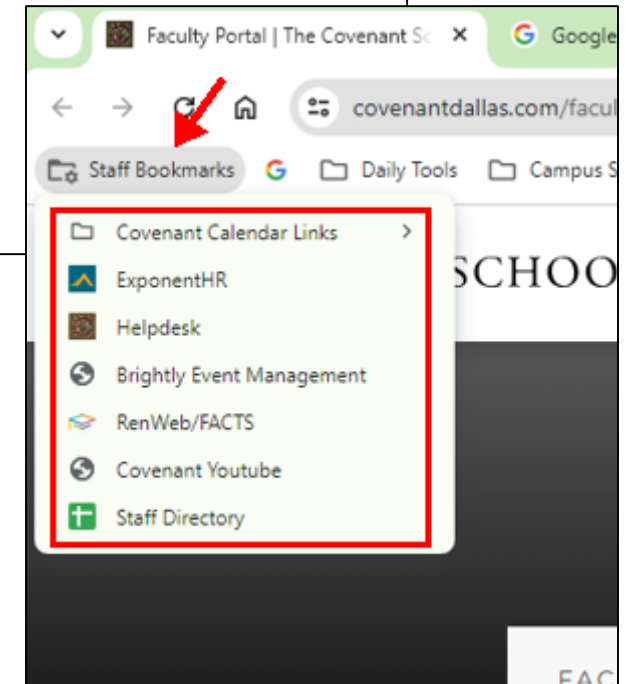 Faculty Portal | The Covenant Sc
Google
covenantdallas.com/facul
Staff Bookmarks
Daily Tools
Campus S
Covenant Calendar Links
SCHOO
ExponentHR
Helpdesk
Brightly Event Management
RenWeb/FACTS
Covenant Youtube
Staff Directory
FAC